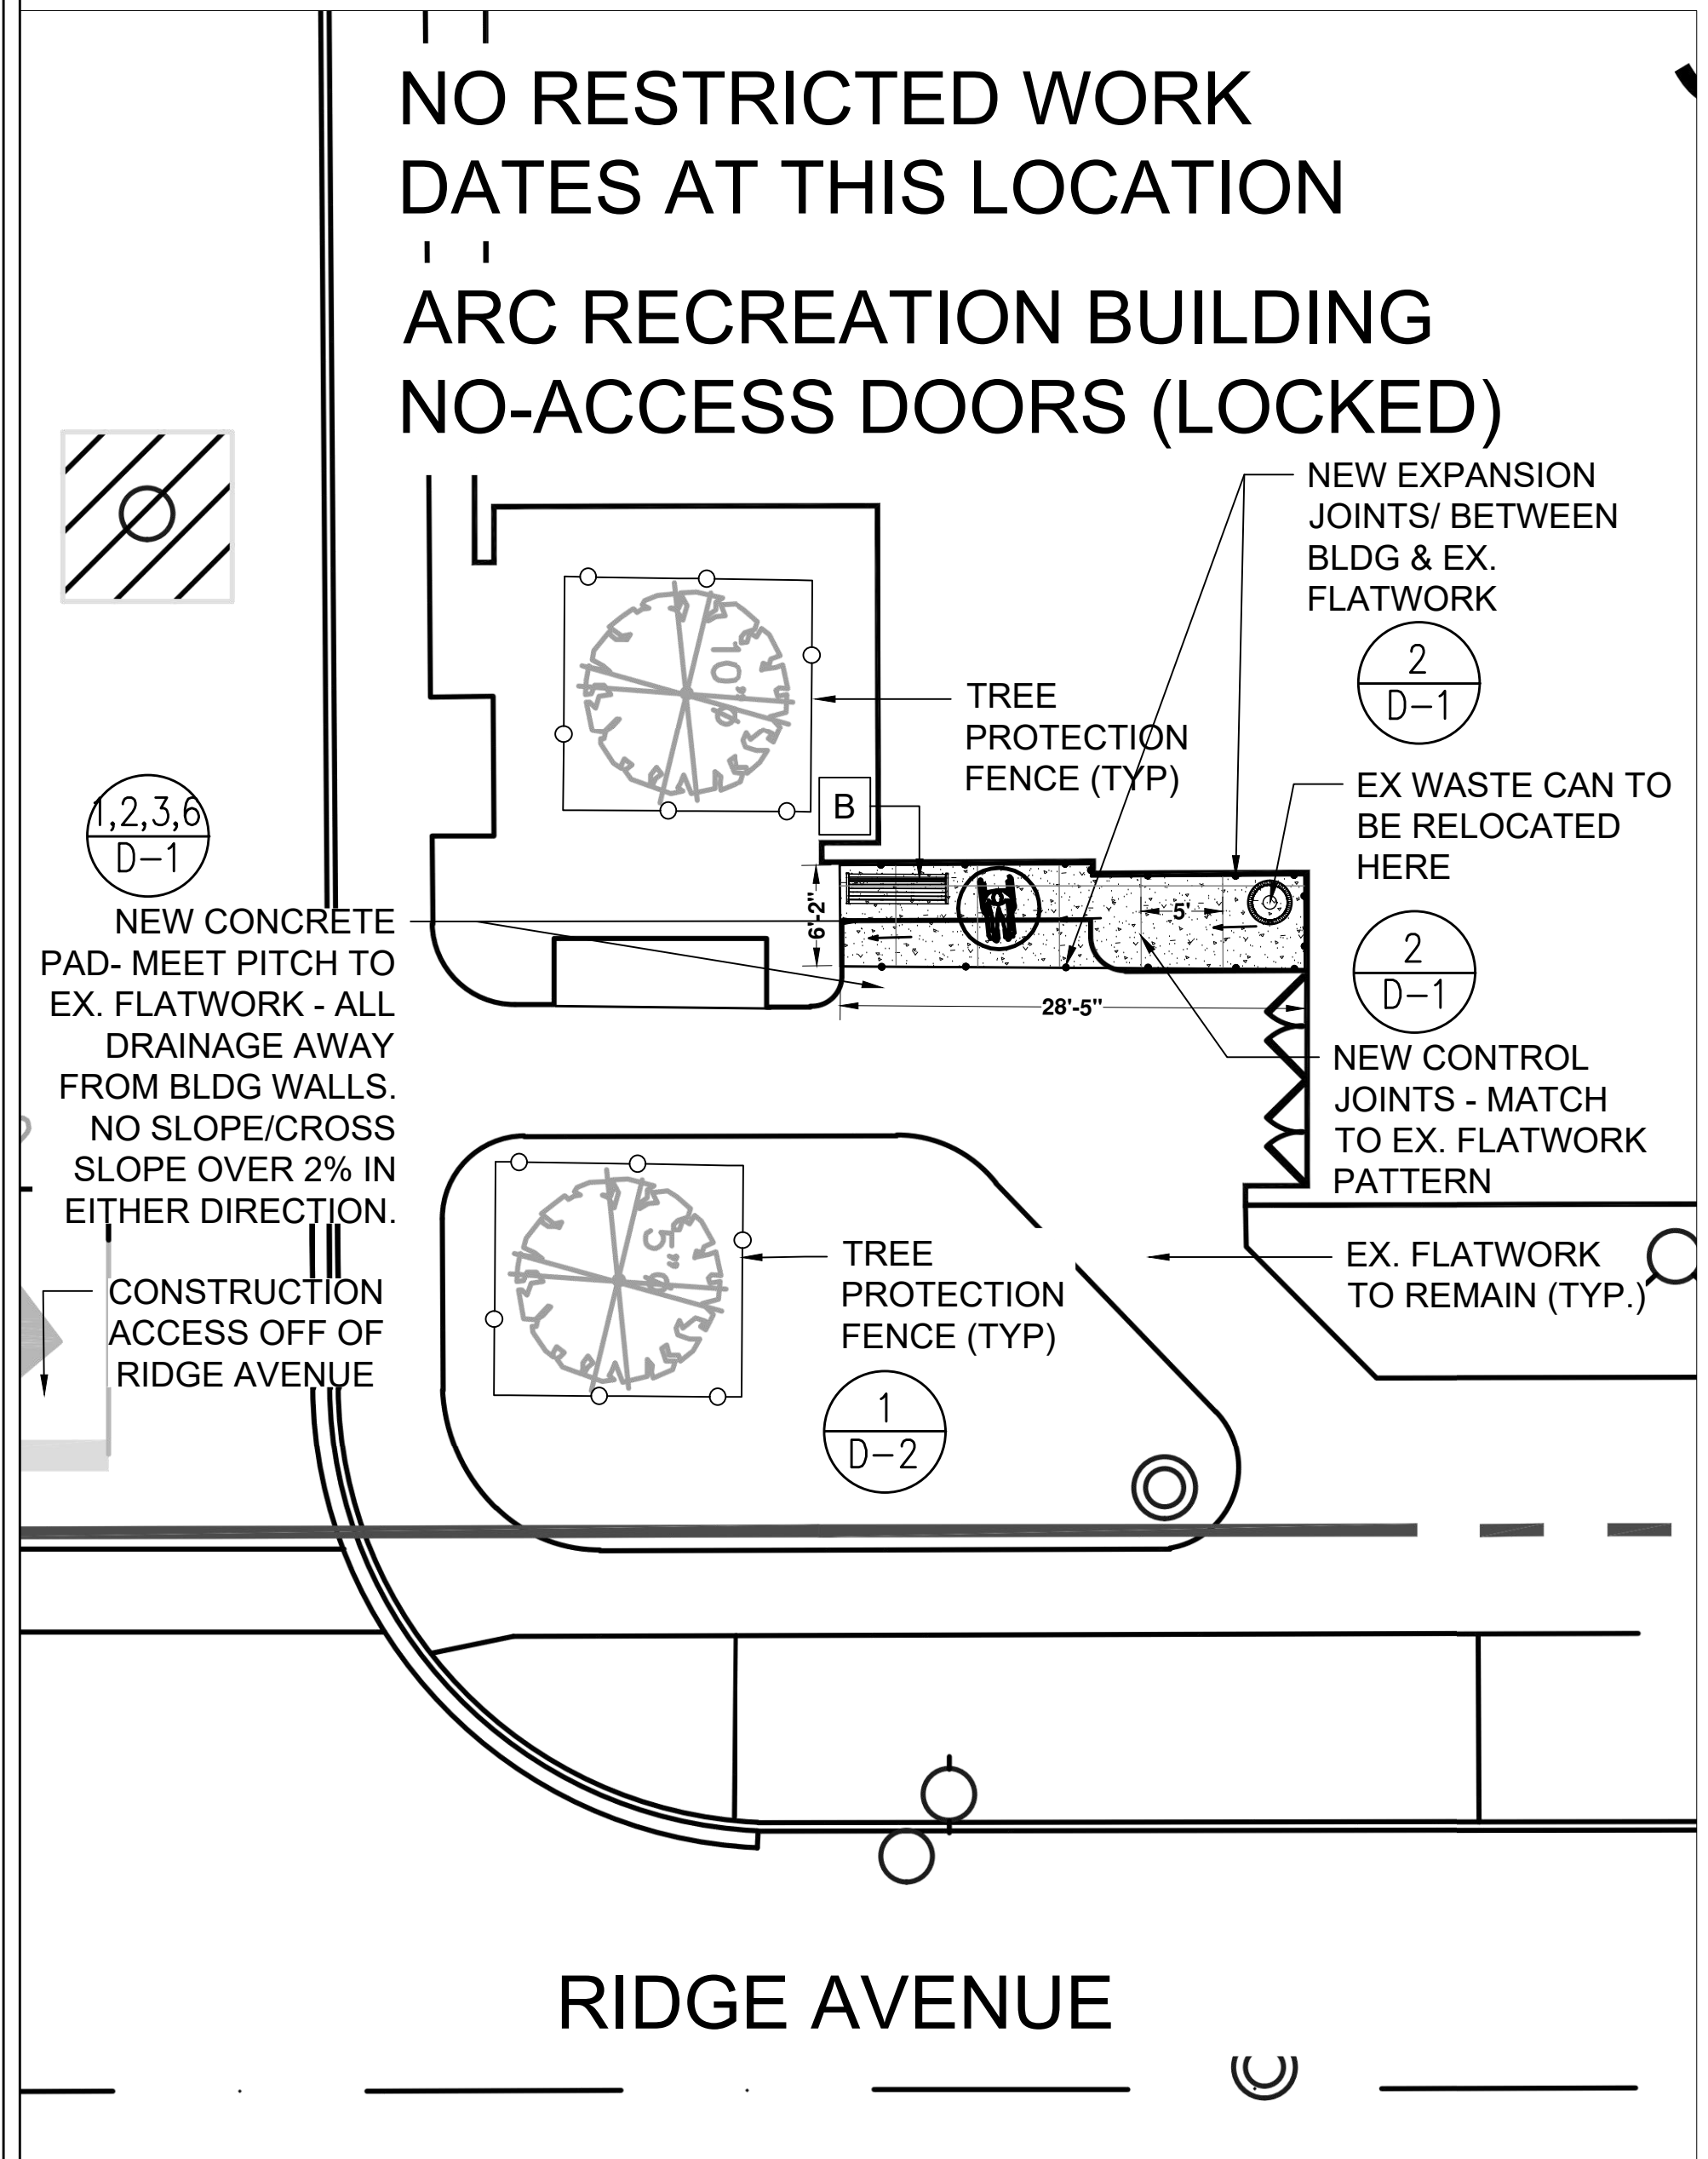 NO RESTRICTED WORK
DATES AT THIS LOCATION
ARC RECREATION BUILDING
NO-ACCESS DOORS (LOCKED)
NEW EXPANSION
JOINTS/ BETWEEN
BLDG & EX.
FLATWORK
2
D-1
10"ø
TREE
PROTECTION
FENCE (TYP)
B
EX WASTE CAN TO
BE RELOCATED
HERE
1,2,3,6
D-1
NEW CONCRETE
PAD- MEET PITCH TO
EX. FLATWORK - ALL
DRAINAGE AWAY
FROM BLDG WALLS.
NO SLOPE/CROSS
SLOPE OVER 2% IN
EITHER DIRECTION.
6'-2"
5'
28'-5"
2
D-1
NEW CONTROL
JOINTS - MATCH
TO EX. FLATWORK
PATTERN
5"ø
TREE
PROTECTION
FENCE (TYP)
1
D-2
EX. FLATWORK
TO REMAIN (TYP.)
CONSTRUCTION
ACCESS OFF OF
RIDGE AVENUE
RIDGE AVENUE